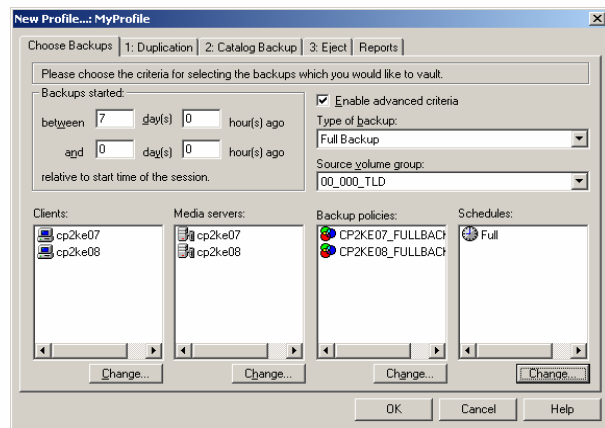 New Profile...: MyProfile
Choose Backups 1: Duplication 2: Catalog Backup 3: Eject Reports
Please choose the criteria for selecting the backups which you would like to vault.
Backups started:
between 7 day(s) 0 hour(s) ago
and 0 day(s) 0 hour(s) ago
relative to start time of the session.
Enable advanced criteria
Type of backup:
Full Backup
Source volume group:
00_000_TLD
Clients:
cp2ke07
cp2ke08
Change...
Media servers:
cp2ke07
cp2ke08
Change...
Backup policies:
CP2KE07_FULLBACK
CP2KE08_FULLBACK
Change...
Schedules:
Full
Change...
OK Cancel Help